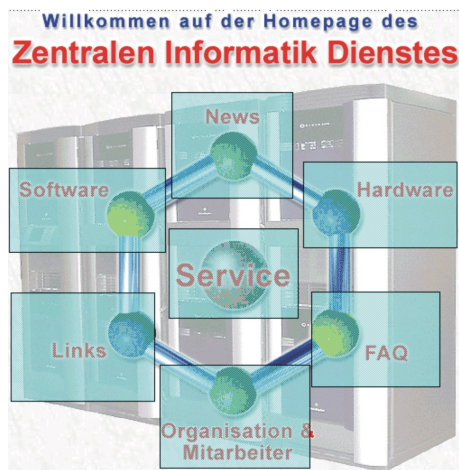 Willkommen auf der Homepage des
Zentralen Informatik Dienstes
News
Software
Hardware
Service
Links
FAQ
Organisation &
Mitarbeiter